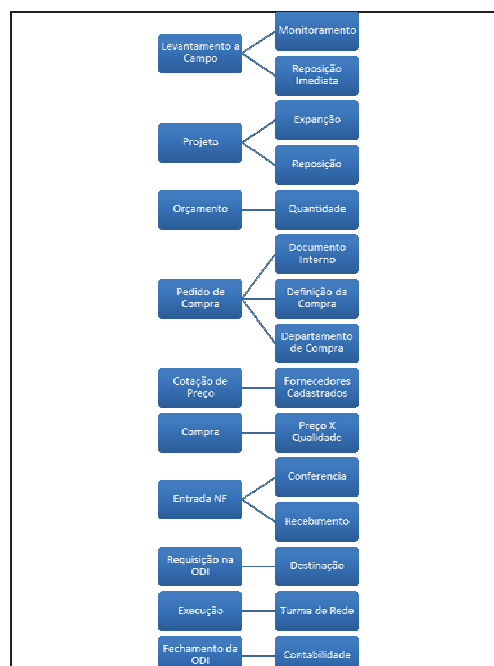 Levantamento a
Campo
Monitoramento
Reposição
Imediata
Projeto
Expanção
Reposição
Orçamento
Quantidade
Pedido de
Compra
Documento
Interno
Definição da
Compra
Departamento
de Compra
Cotação de
Preço
Fornecedores
Cadastrados
Compra
Preço X
Qualidade
Entrada NF
Conferencia
Recebimento
Requisição na
ODI
Destinação
Execução
Turma de Rede
Fechamento da
ODI
Contabilidade